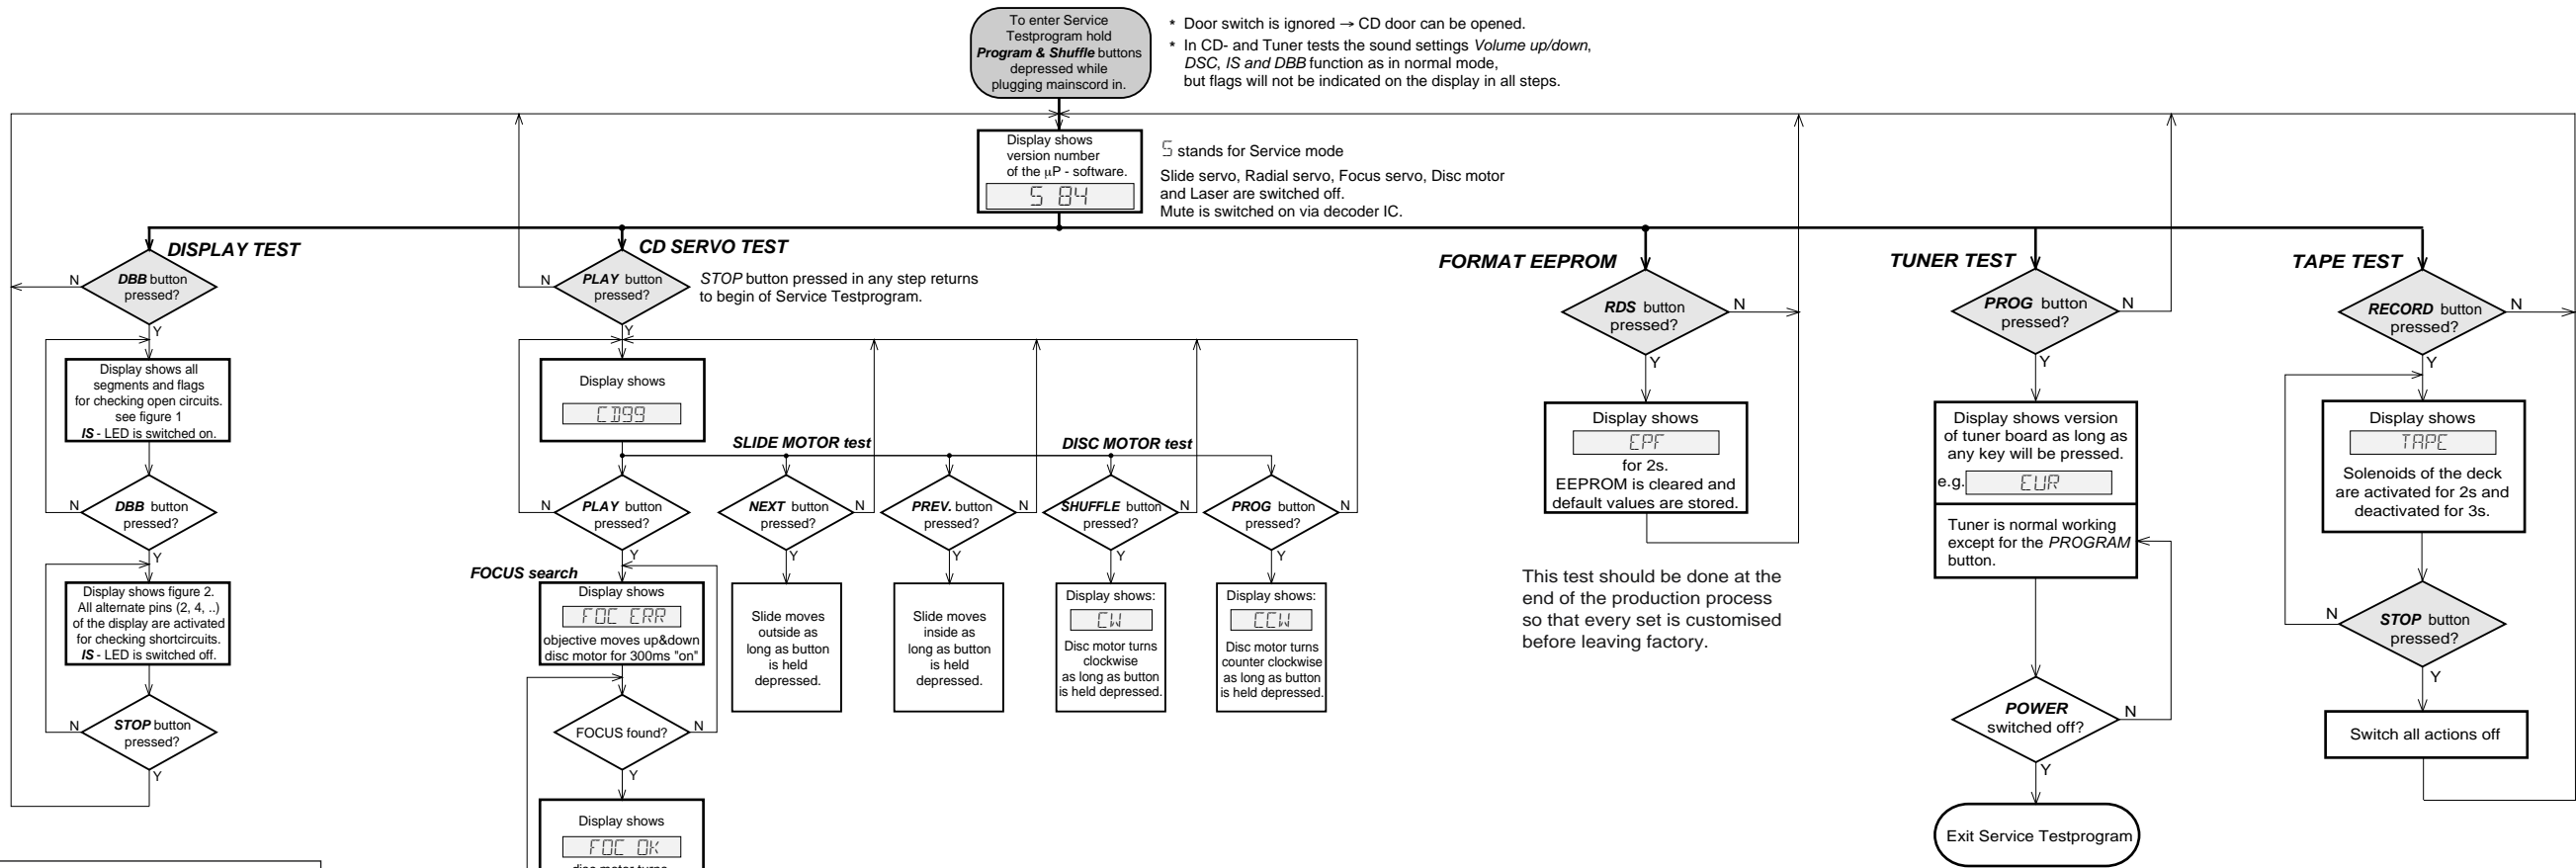 To enter Service
Testprogram hold
Program & Shuffle buttons
depressed while
plugging mainscord in.
* Door switch is ignored → CD door can be opened.
* In CD- and Tuner tests the sound settings Volume up/down,
DSC, IS and DBB function as in normal mode,
but flags will not be indicated on the display in all steps.
Display shows
version number
of the µP - software.
S 84
S stands for Service mode
Slide servo, Radial servo, Focus servo, Disc motor
and Laser are switched off.
Mute is switched on via decoder IC.
DISPLAY TEST
DBB button
pressed?
N
Y
Display shows all
segments and flags
for checking open circuits.
see figure 1
IS - LED is switched on.
DBB button
pressed?
N
Y
Display shows figure 2.
All alternate pins (2, 4, ..)
of the display are activated
for checking shortcircuits.
IS - LED is switched off.
STOP button
pressed?
N
Y
CD SERVO TEST
PLAY button
pressed?
N
Y
STOP button pressed in any step returns
to begin of Service Testprogram.
Display shows
CD99
SLIDE MOTOR test
DISC MOTOR test
PLAY button
pressed?
N
Y
NEXT button
pressed?
N
Y
PREV. button
pressed?
N
Y
SHUFFLE button
pressed?
N
Y
PROG button
pressed?
N
Y
FOCUS search
Display shows
FOC ERR
objective moves up&down
disc motor for 300ms "on"
Slide moves
outside as
long as button
is held
depressed.
Slide moves
inside as
long as button
is held
depressed.
Display shows:
CW
Disc motor turns
clockwise
as long as button
is held depressed.
Display shows:
CCW
Disc motor turns
counter clockwise
as long as button
is held depressed.
FOCUS found?
N
Y
Display shows
FOC OK
disc motor turns
FORMAT EEPROM
RDS button
pressed?
N
Y
Display shows
EPF
for 2s.
EEPROM is cleared and
default values are stored.
This test should be done at the
end of the production process
so that every set is customised
before leaving factory.
TUNER TEST
PROG button
pressed?
N
Y
Display shows version
of tuner board as long as
any key will be pressed.
e.g. EUR
Tuner is normal working
except for the PROGRAM
button.
POWER
switched off?
N
Y
Exit Service Testprogram
TAPE TEST
RECORD button
pressed?
N
Y
Display shows
TAPE
Solenoids of the deck
are activated for 2s and
deactivated for 3s.
STOP button
pressed?
N
Y
Switch all actions off